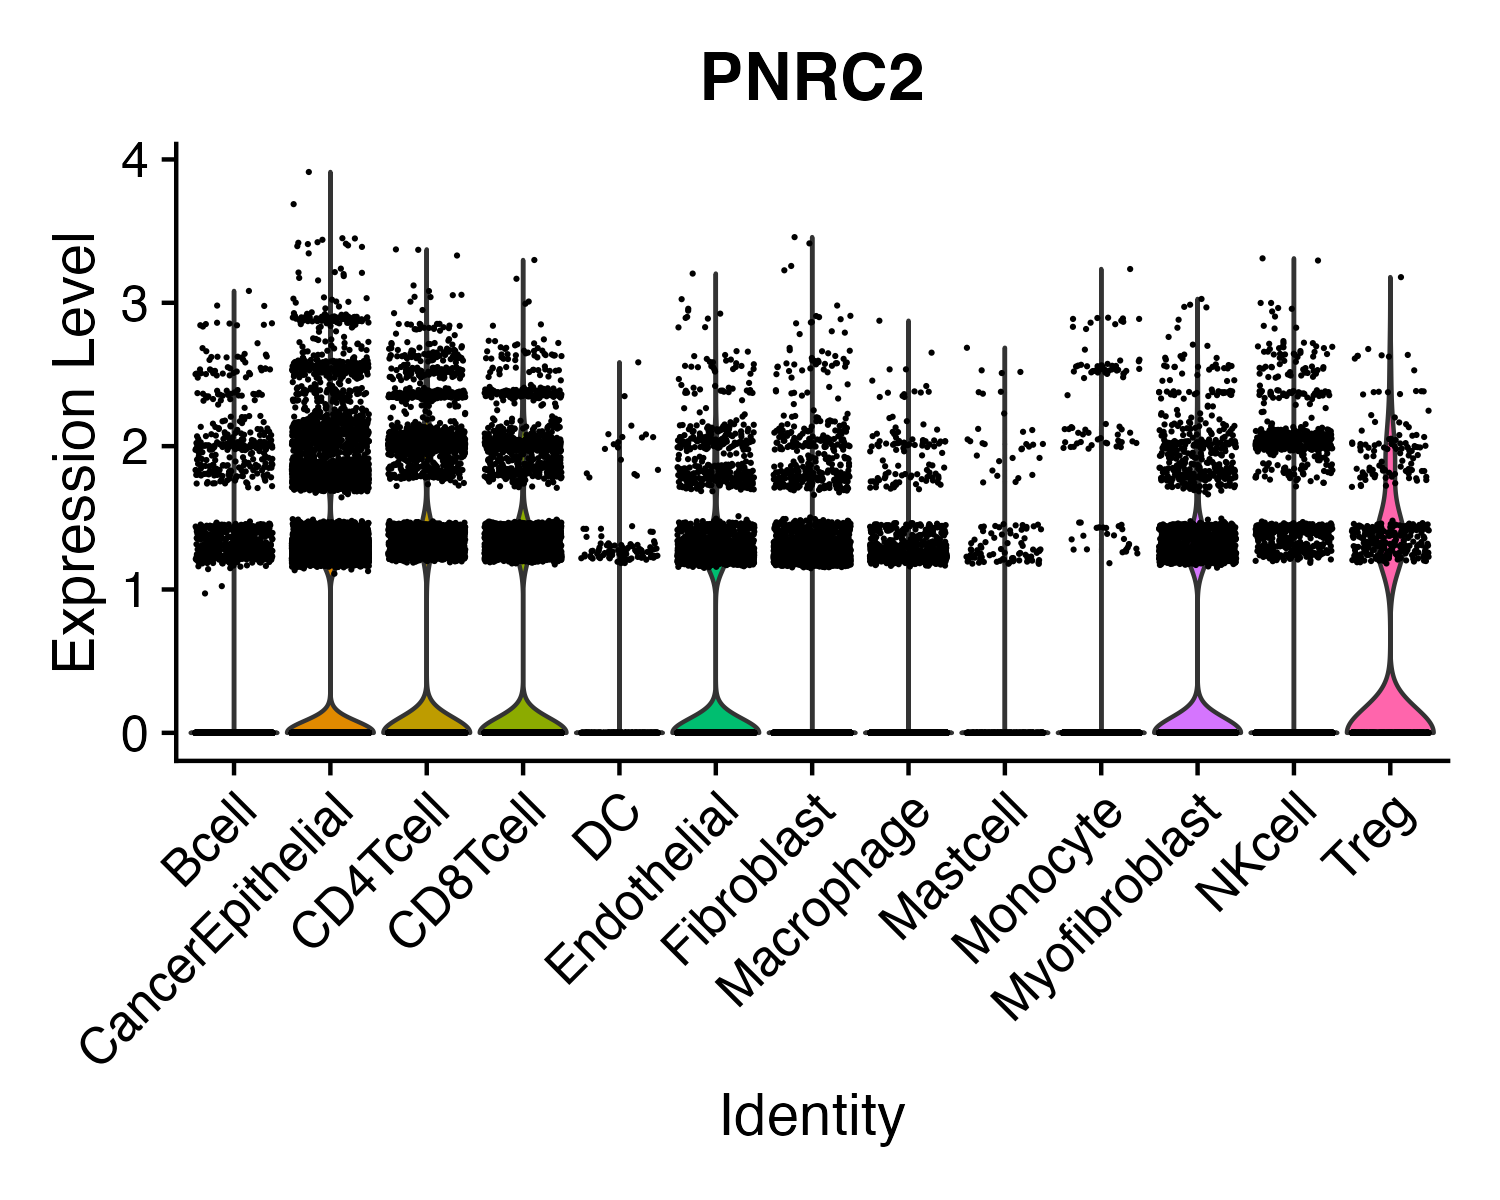 PNRC2
Expression Level
4
3
2
1
0
Bcell
CancerEpithelial
CD4Tcell
CD8Tcell
DC
Endothelial
Fibroblast
Macrophage
Mastcell
Monocyte
Myofibroblast
NKcell
Treg
Identity